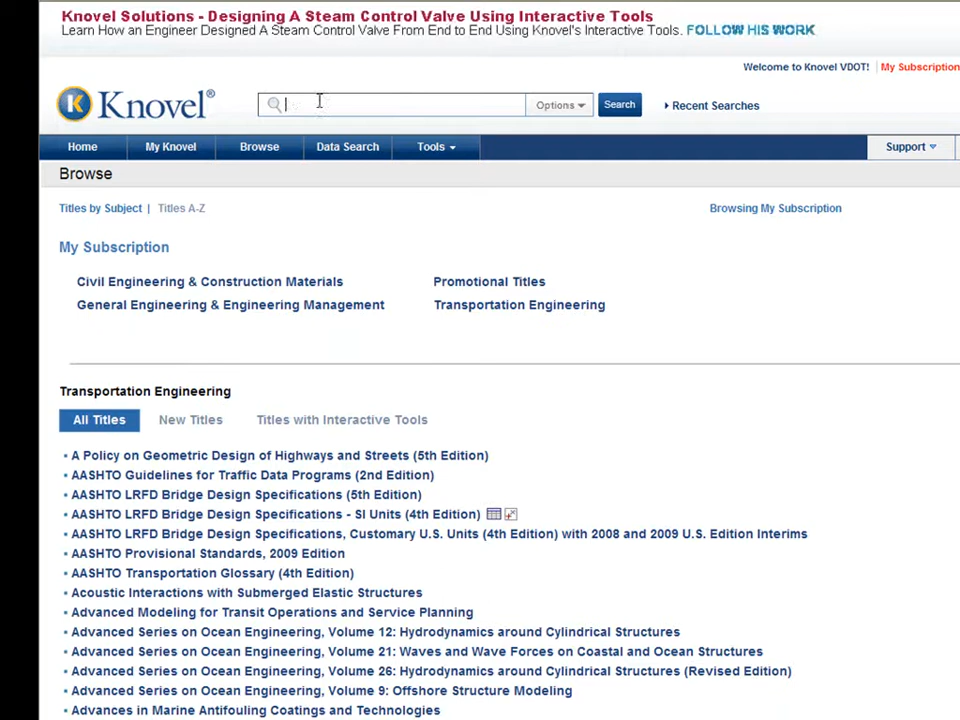 Knovel Solutions - Designing A Steam Control Valve Using Interactive Tools
Learn How an Engineer Designed A Steam Control Valve From End to End Using Knovel's Interactive Tools. FOLLOW HIS WORK
Welcome to Knovel VDOT! My Subscription
K Knovel® Options Search Recent Searches
Home My Knovel Browse Data Search Tools Support
Browse
Titles by Subject | Titles A-Z Browsing My Subscription
My Subscription
Civil Engineering & Construction Materials Promotional Titles
General Engineering & Engineering Management Transportation Engineering
Transportation Engineering
All Titles New Titles Titles with Interactive Tools
A Policy on Geometric Design of Highways and Streets (5th Edition)
AASHTO Guidelines for Traffic Data Programs (2nd Edition)
AASHTO LRFD Bridge Design Specifications (5th Edition)
AASHTO LRFD Bridge Design Specifications - SI Units (4th Edition)
AASHTO LRFD Bridge Design Specifications, Customary U.S. Units (4th Edition) with 2008 and 2009 U.S. Edition Interims
AASHTO Provisional Standards, 2009 Edition
AASHTO Transportation Glossary (4th Edition)
Acoustic Interactions with Submerged Elastic Structures
Advanced Modeling for Transit Operations and Service Planning
Advanced Series on Ocean Engineering, Volume 12: Hydrodynamics around Cylindrical Structures
Advanced Series on Ocean Engineering, Volume 21: Waves and Wave Forces on Coastal and Ocean Structures
Advanced Series on Ocean Engineering, Volume 26: Hydrodynamics around Cylindrical Structures (Revised Edition)
Advanced Series on Ocean Engineering, Volume 9: Offshore Structure Modeling
Advances in Marine Antifouling Coatings and Technologies